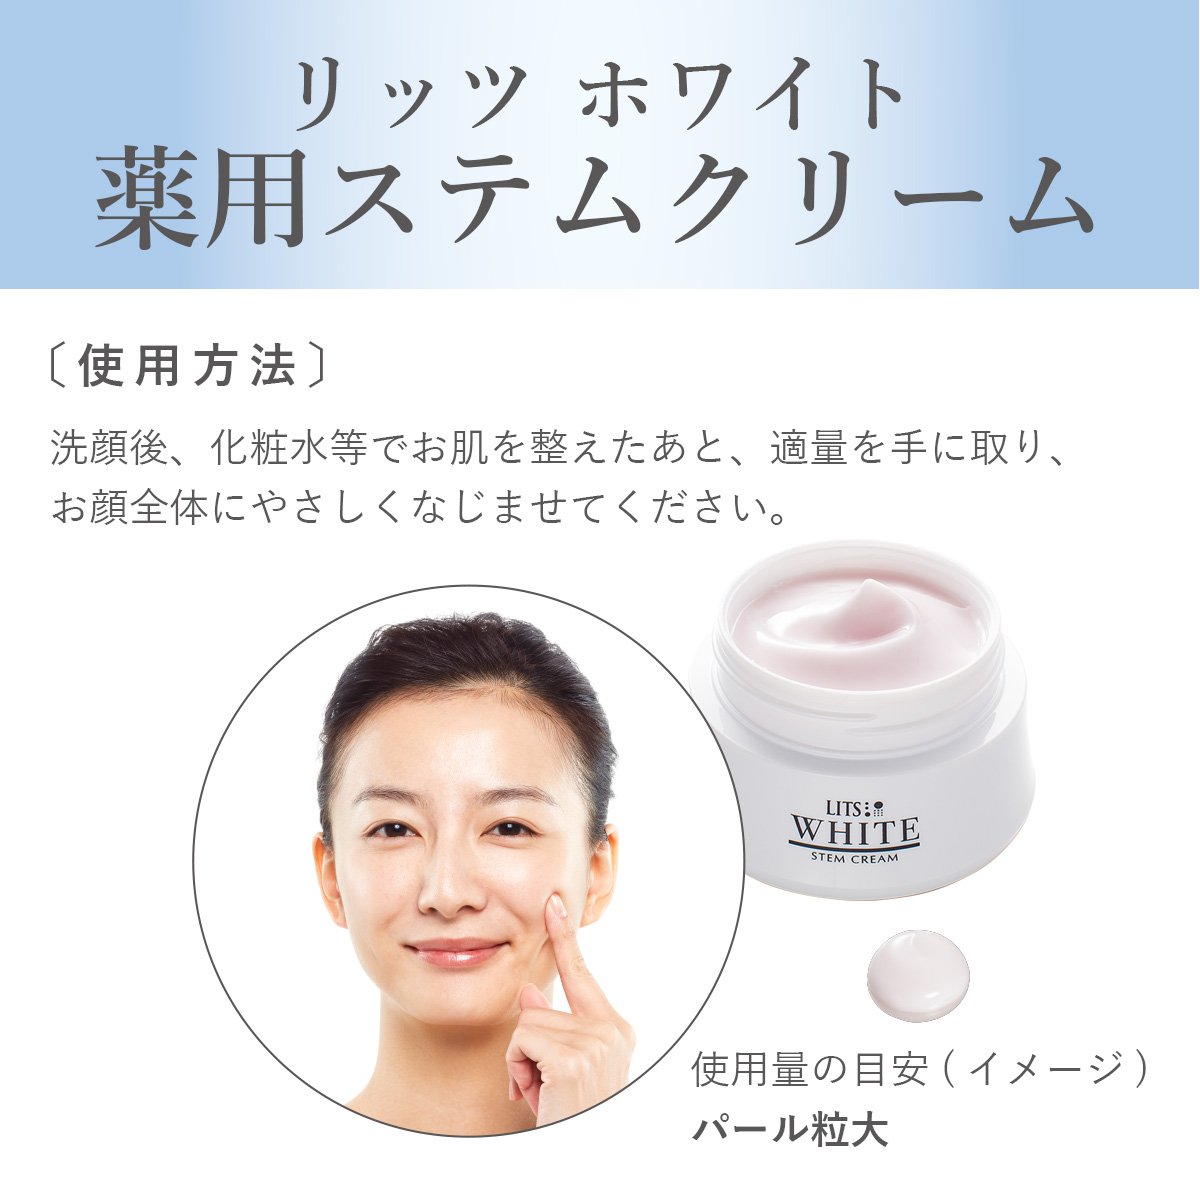 リッツ ホワイト
薬用ステムクリーム
〔使用方法〕
洗顔後、化粧水等でお肌を整えたあと、適量を手に取り、
お顔全体にやさしくなじませてください。
LITS
WHITE
STEM CREAM
使用量の目安(イメージ)
パール粒大